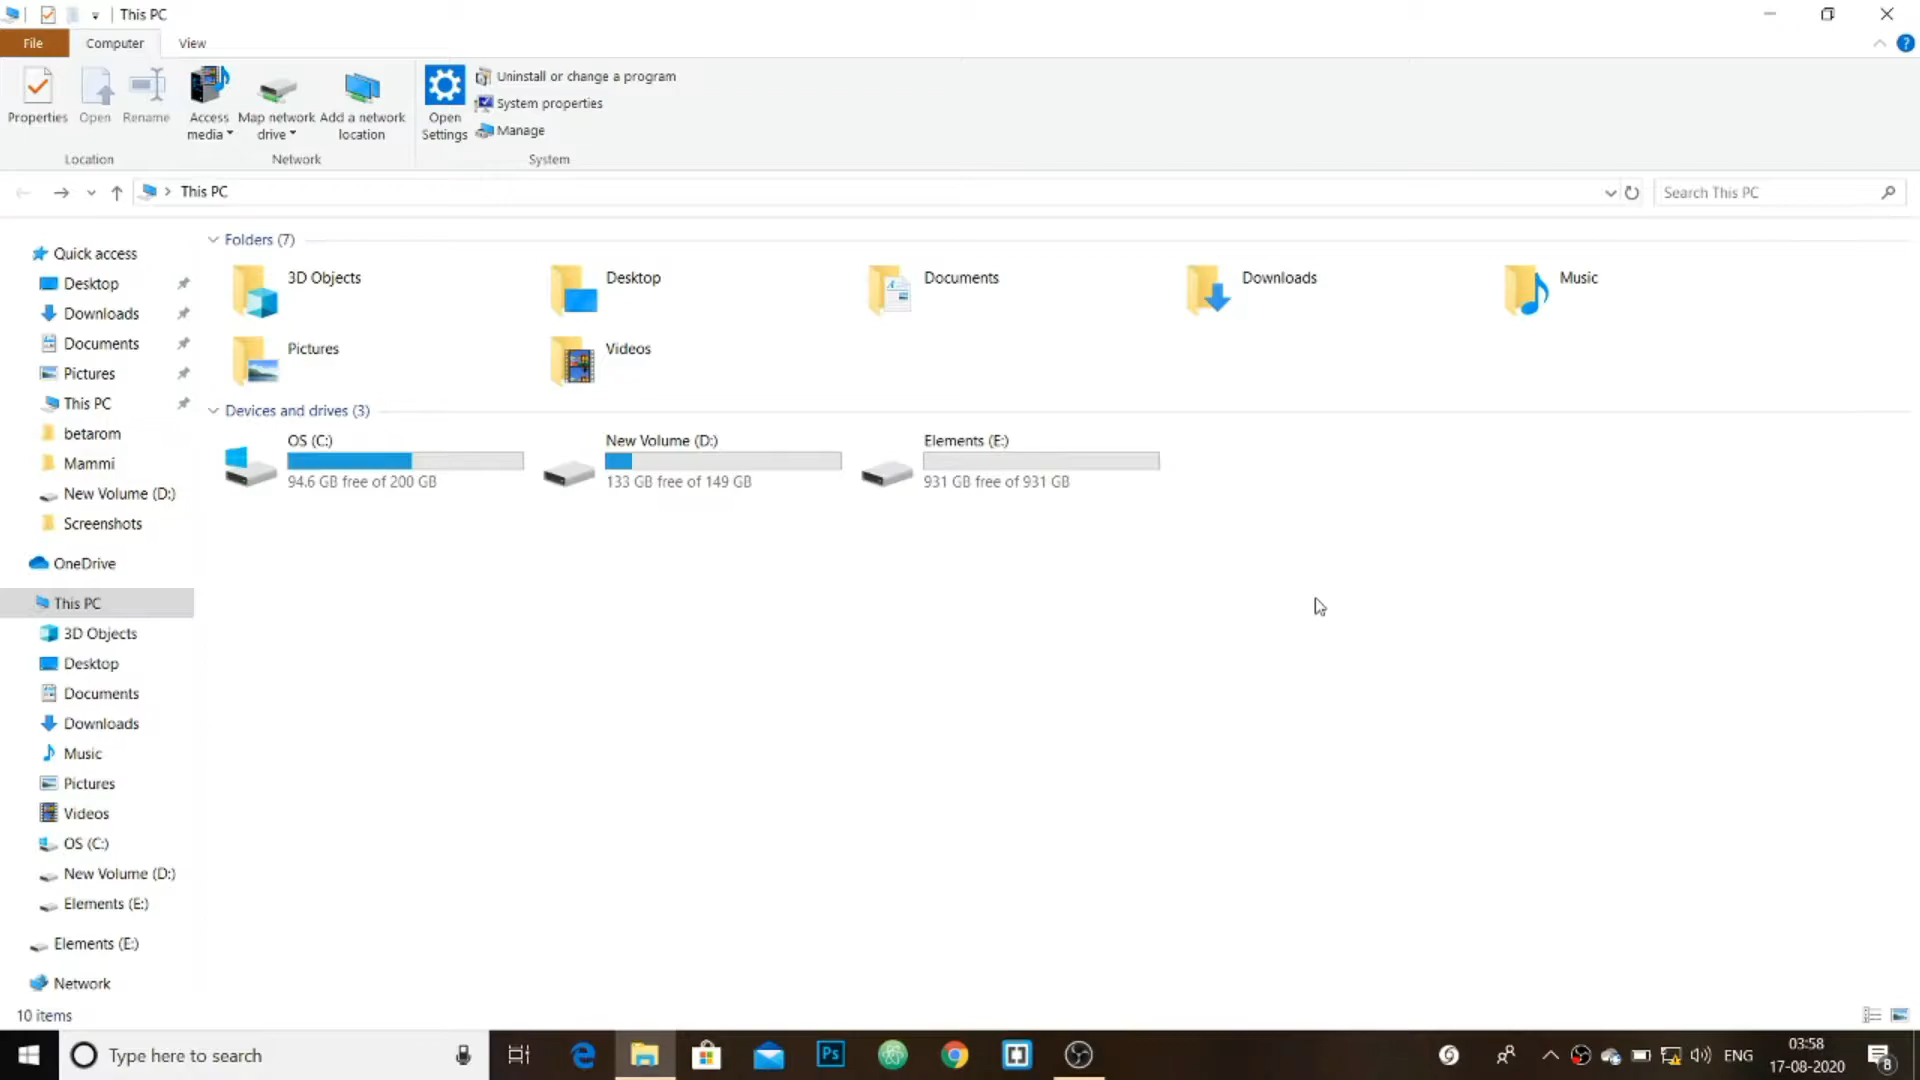 This PC
File Computer View
Properties Open Rename Access media Map network drive Add a network location Open Settings
Uninstall or change a program
System properties
Manage
Location Network System
This PC
Search This PC
Quick access
Desktop
Downloads
Documents
Pictures
This PC
betarom
Mammi
New Volume (D:)
Screenshots
OneDrive
This PC
3D Objects
Desktop
Documents
Downloads
Music
Pictures
Videos
OS (C:)
New Volume (D:)
Elements (E:)
Elements (E:)
Network
Folders (7)
3D Objects Desktop Documents Downloads Music
Pictures Videos
Devices and drives (3)
OS (C:) New Volume (D:) Elements (E:)
94.6 GB free of 200 GB 133 GB free of 149 GB 931 GB free of 931 GB
10 items
Type here to search
Ps
ENG
03:58
17-08-2020
8